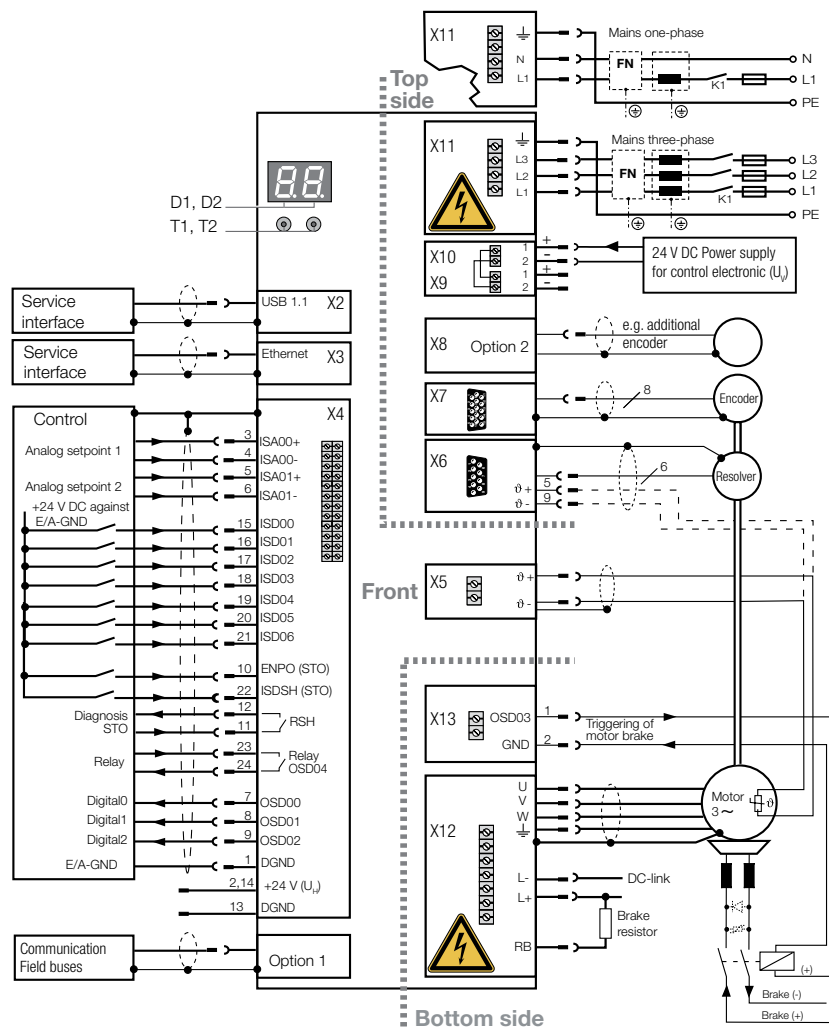 X11
N
L1
Mains one-phase
FN
K1
N
L1
PE
Top
side
X11
L3
L2
L1
Mains three-phase
FN
K1
L3
L2
L1
PE
8.8.
D1, D2
T1, T2
X10
X9
1
2
1
2
+
-
+
-
24 V DC Power supply
for control electronic (UV)
Service
interface
USB 1.1
X2
Service
interface
Ethernet
X3
X8
Option 2
e.g. additional
encoder
X7
8
Encoder
X6
6
Resolver
ϑ +
5
ϑ -
9
Front
X5
ϑ +
ϑ -
Control
X4
Analog setpoint 1
3
ISA00+
4
ISA00-
Analog setpoint 2
5
ISA01+
6
ISA01-
+24 V DC against
E/A-GND
15
ISD00
16
ISD01
17
ISD02
18
ISD03
19
ISD04
20
ISD05
21
ISD06
10
ENPO (STO)
22
ISDSH (STO)
Diagnosis
STO
12
11
RSH
Relay
23
24
Relay
OSD04
Digital0
7
OSD00
Digital1
8
OSD01
Digital2
9
OSD02
E/A-GND
1
DGND
2,14
+24 V (UH)
13
DGND
Communication
Field buses
Option 1
X13
OSD03
1
GND
2
Triggering of
motor brake
X12
U
V
W
Motor
3 ~
ϑ
L-
DC-link
L+
Brake
resistor
RB
(+)
Brake (-)
Brake (+)
Bottom side